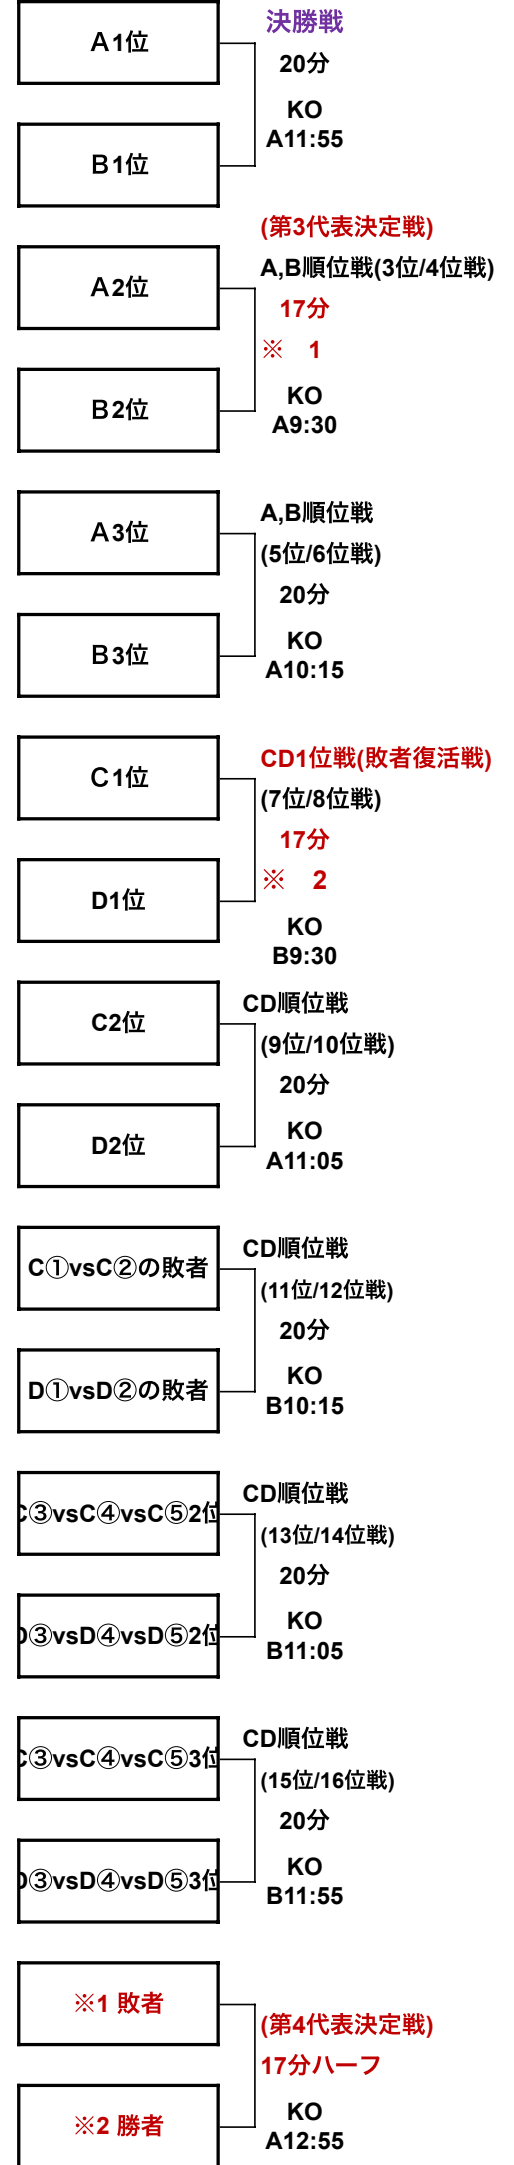 A1位
決勝戦
20分
KO
A11:55
B1位
(第3代表決定戦)
A2位
A,B順位戦(3位/4位戦)
17分
※　1
KO
A9:30
B2位
A3位
A,B順位戦
(5位/6位戦)
20分
KO
A10:15
B3位
C1位
CD1位戦(敗者復活戦)
(7位/8位戦)
17分
※　2
D1位
KO
B9:30
C2位
CD順位戦
(9位/10位戦)
20分
KO
A11:05
D2位
C①vsC②の敗者
CD順位戦
(11位/12位戦)
20分
KO
B10:15
D①vsD②の敗者
C③vsC④vsC⑤2位
CD順位戦
(13位/14位戦)
20分
KO
B11:05
D③vsD④vsD⑤2位
C③vsC④vsC⑤3位
CD順位戦
(15位/16位戦)
20分
KO
B11:55
D③vsD④vsD⑤3位
※1 敗者
(第4代表決定戦)
17分ハーフ
KO
A12:55
※2 勝者